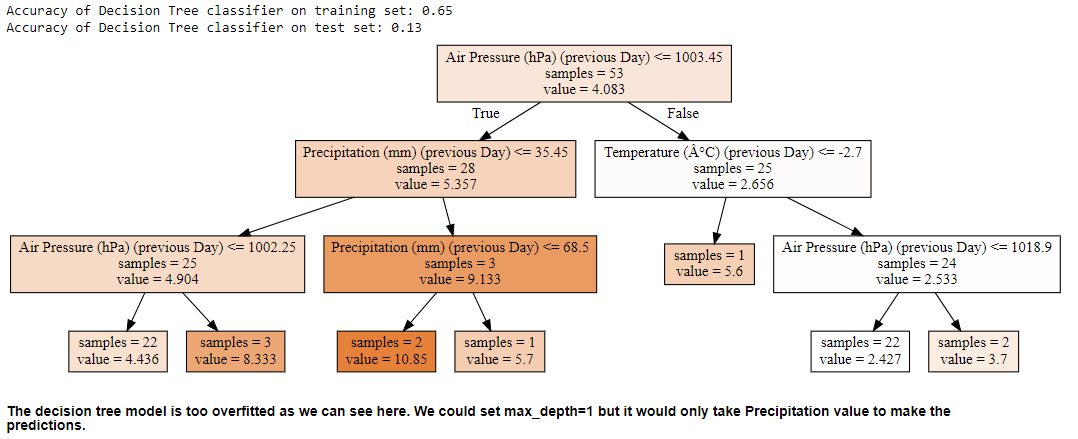 Accuracy of Decision Tree classifier on training set: 0.65
Accuracy of Decision Tree classifier on test set: 0.13
Air Pressure (hPa) (previous Day) <= 1003.45
samples = 53
value = 4.083
True
False
Precipitation (mm) (previous Day) <= 35.45
samples = 28
value = 5.357
Temperature (Â°C) (previous Day) <= -2.7
samples = 25
value = 2.656
Air Pressure (hPa) (previous Day) <= 1002.25
samples = 25
value = 4.904
Precipitation (mm) (previous Day) <= 68.5
samples = 3
value = 9.133
samples = 1
value = 5.6
Air Pressure (hPa) (previous Day) <= 1018.9
samples = 24
value = 2.533
samples = 22
value = 4.436
samples = 3
value = 8.333
samples = 2
value = 10.85
samples = 1
value = 5.7
samples = 22
value = 2.427
samples = 2
value = 3.7
The decision tree model is too overfitted as we can see here. We could set max_depth=1 but it would only take Precipitation value to make the
predictions.